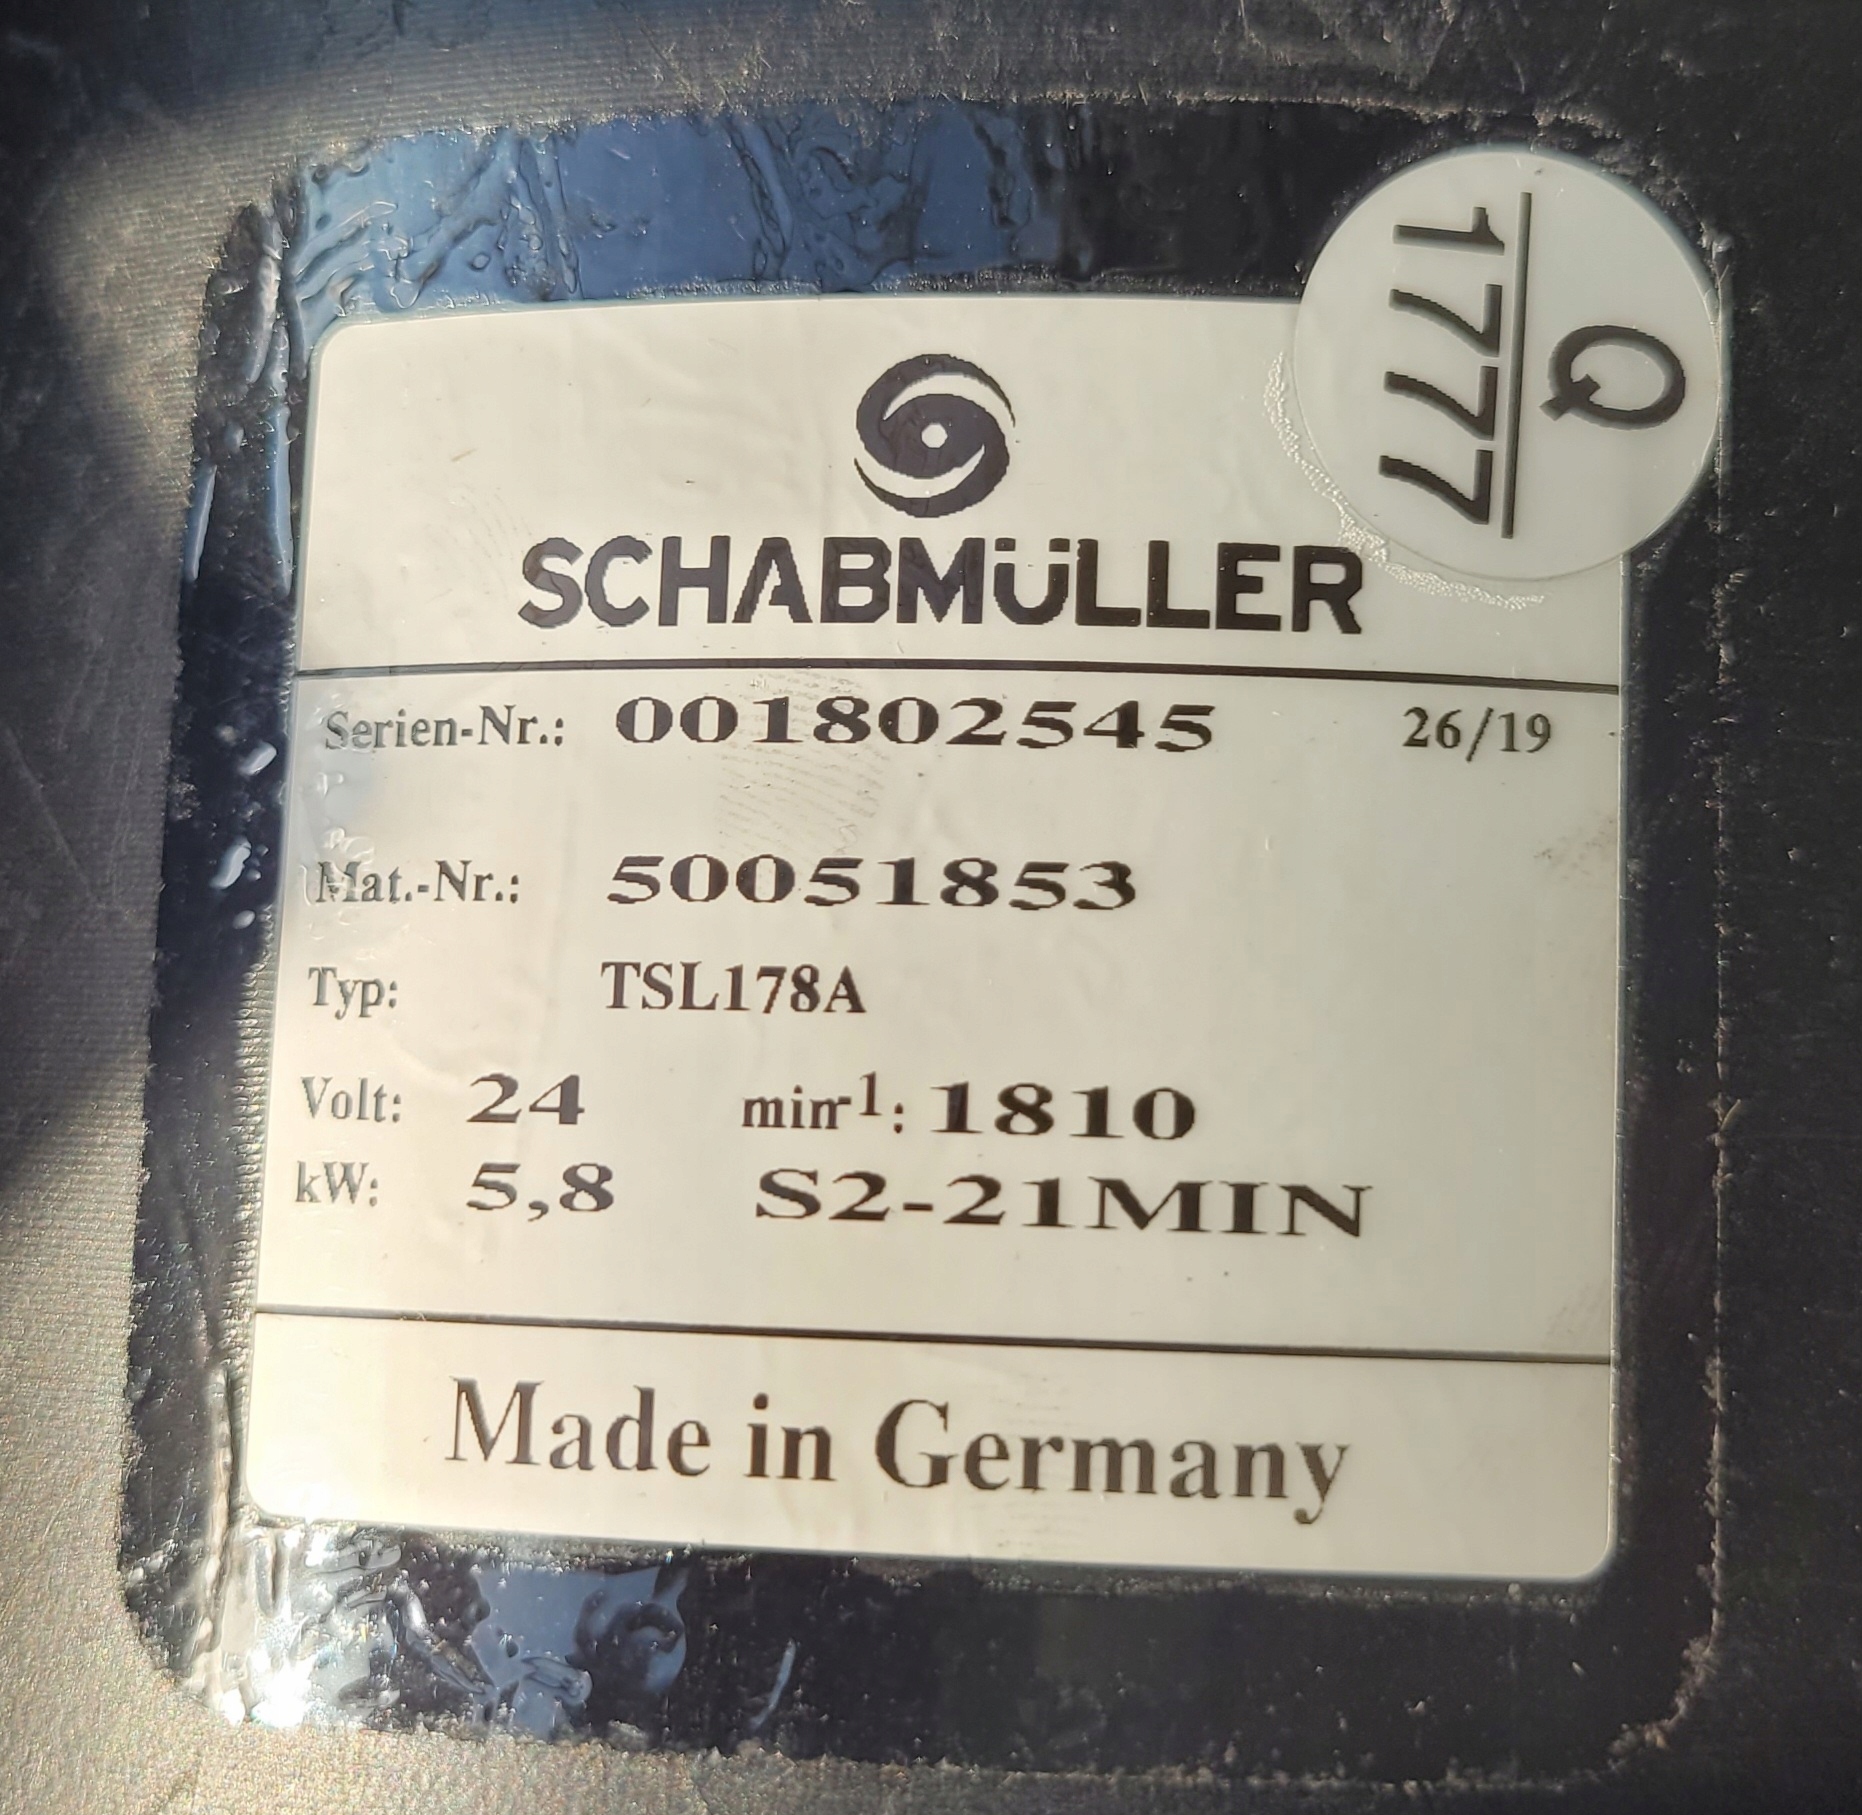 Q
1777
SCHABMÜLLER
Serien-Nr.: 001802545 26/19
Mat.-Nr.: 50051853
Typ: TSL178A
Volt: 24 min-1: 1810
kW: 5,8 S2-21MIN
Made in Germany